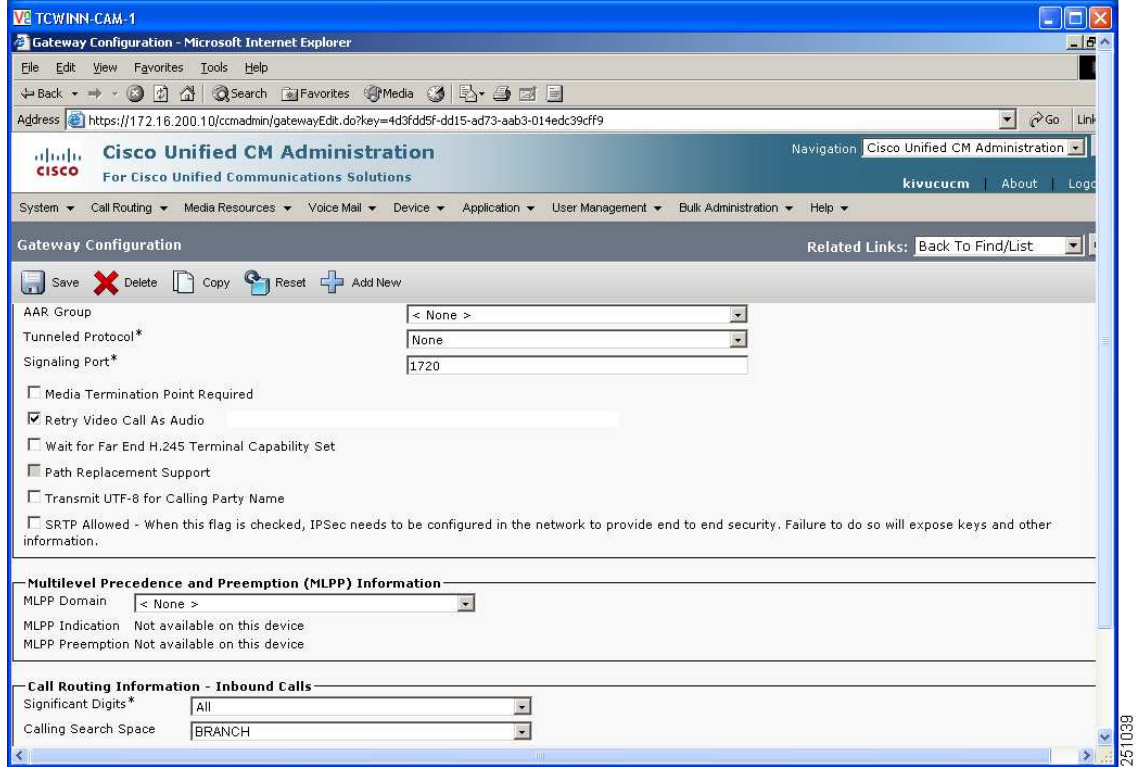 TCWINN-CAM-1
Gateway Configuration - Microsoft Internet Explorer
File Edit View Favorites Tools Help
Back Search Favorites Media
Address https://172.16.200.10/ccmadmin/gatewayEdit.do?key=4d3fdd5f-dd15-ad73-aab3-014edc39cff9 Go Link
CISCO
Cisco Unified CM Administration
For Cisco Unified Communications Solutions
Navigation Cisco Unified CM Administration
kivucucm | About | Logo
System Call Routing Media Resources Voice Mail Device Application User Management Bulk Administration Help
Gateway Configuration
Related Links: Back To Find/List
Save Delete Copy Reset Add New
AAR Group < None >
Tunneled Protocol* None
Signaling Port* 1720
Media Termination Point Required
Retry Video Call As Audio
Wait for Far End H.245 Terminal Capability Set
Path Replacement Support
Transmit UTF-8 for Calling Party Name
SRTP Allowed - When this flag is checked, IPSec needs to be configured in the network to provide end to end security. Failure to do so will expose keys and other
information.
Multilevel Precedence and Preemption (MLPP) Information
MLPP Domain < None >
MLPP Indication Not available on this device
MLPP Preemption Not available on this device
Call Routing Information - Inbound Calls
Significant Digits* All
Calling Search Space BRANCH
251039